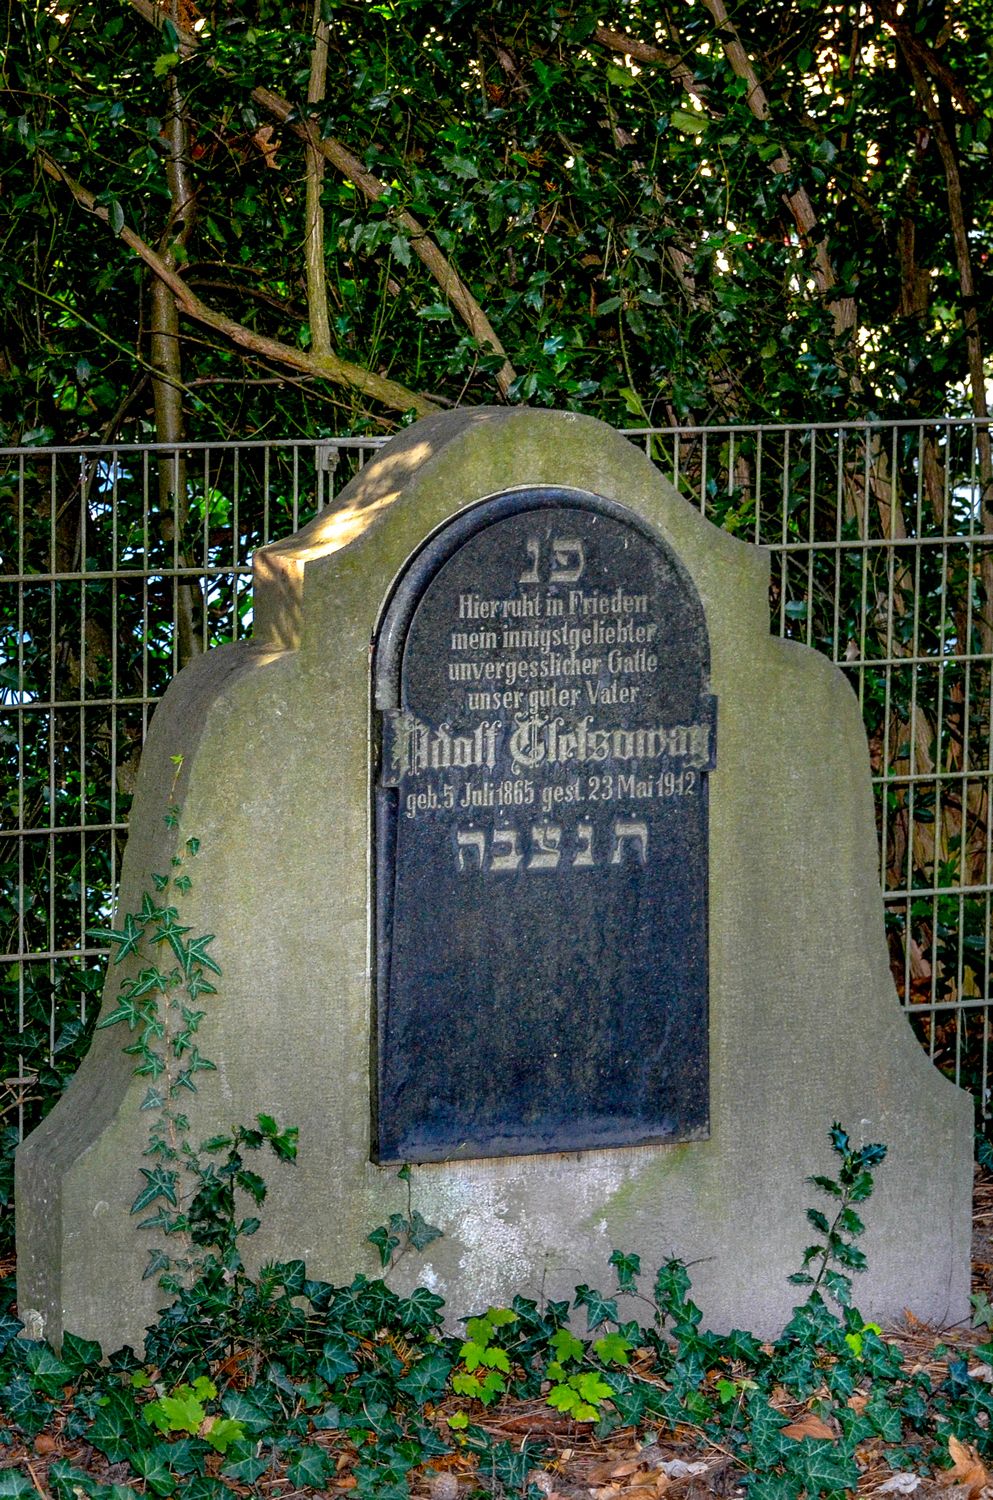 פ נ
Hier ruht in Frieden
mein innigstgeliebter
unvergesslicher Gatte
unser guter Vater
Adolf
geb. 5 Juli 1865 gest. 23 Mai 1912
ת נ צ ב ה